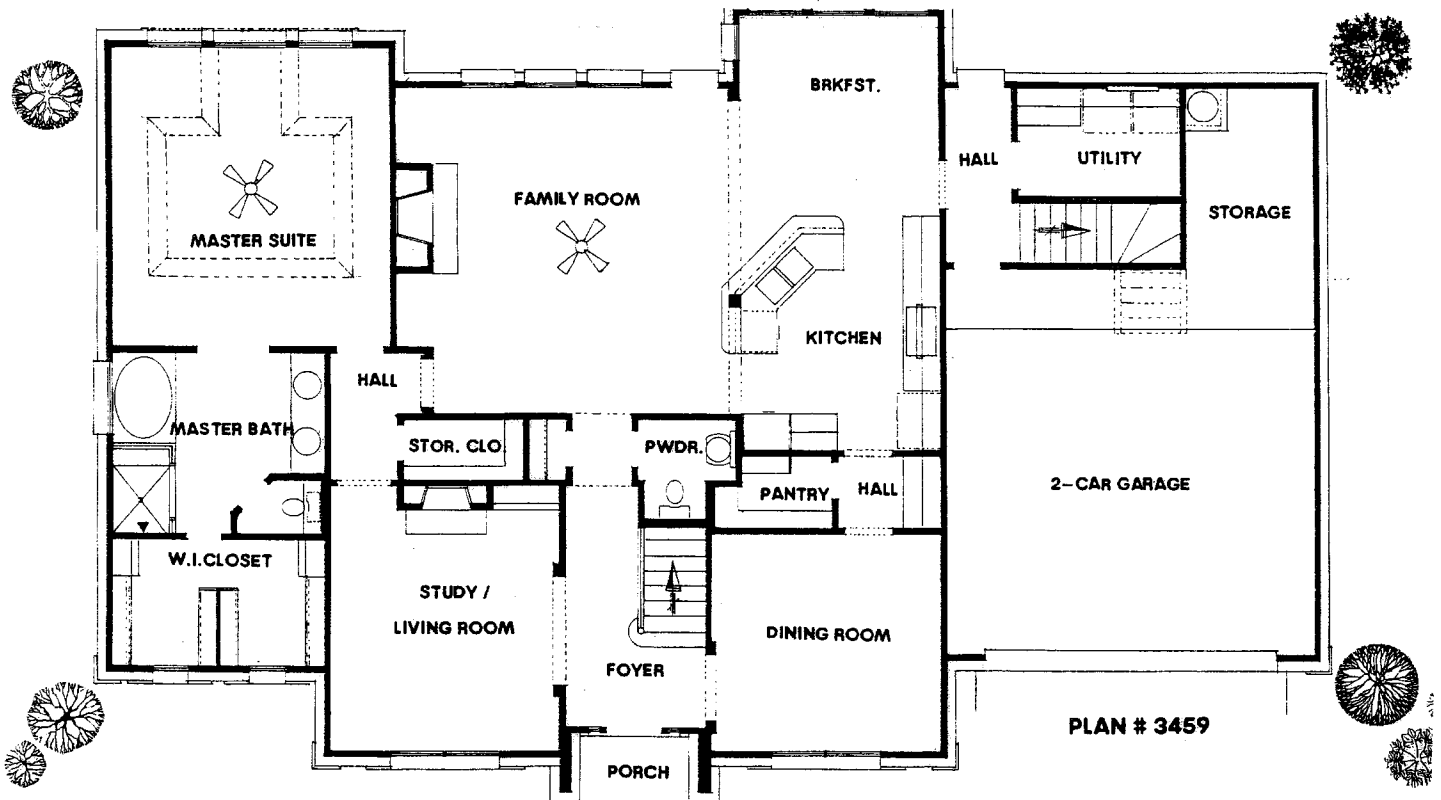 BRKFST.
HALL
UTILITY
FAMILY ROOM
STORAGE
MASTER SUITE
KITCHEN
HALL
MASTER BATH
STOR. CLO.
PWDR.
PANTRY
HALL
2-CAR GARAGE
W.I.CLOSET
STUDY /
LIVING ROOM
DINING ROOM
FOYER
PLAN # 3459
PORCH